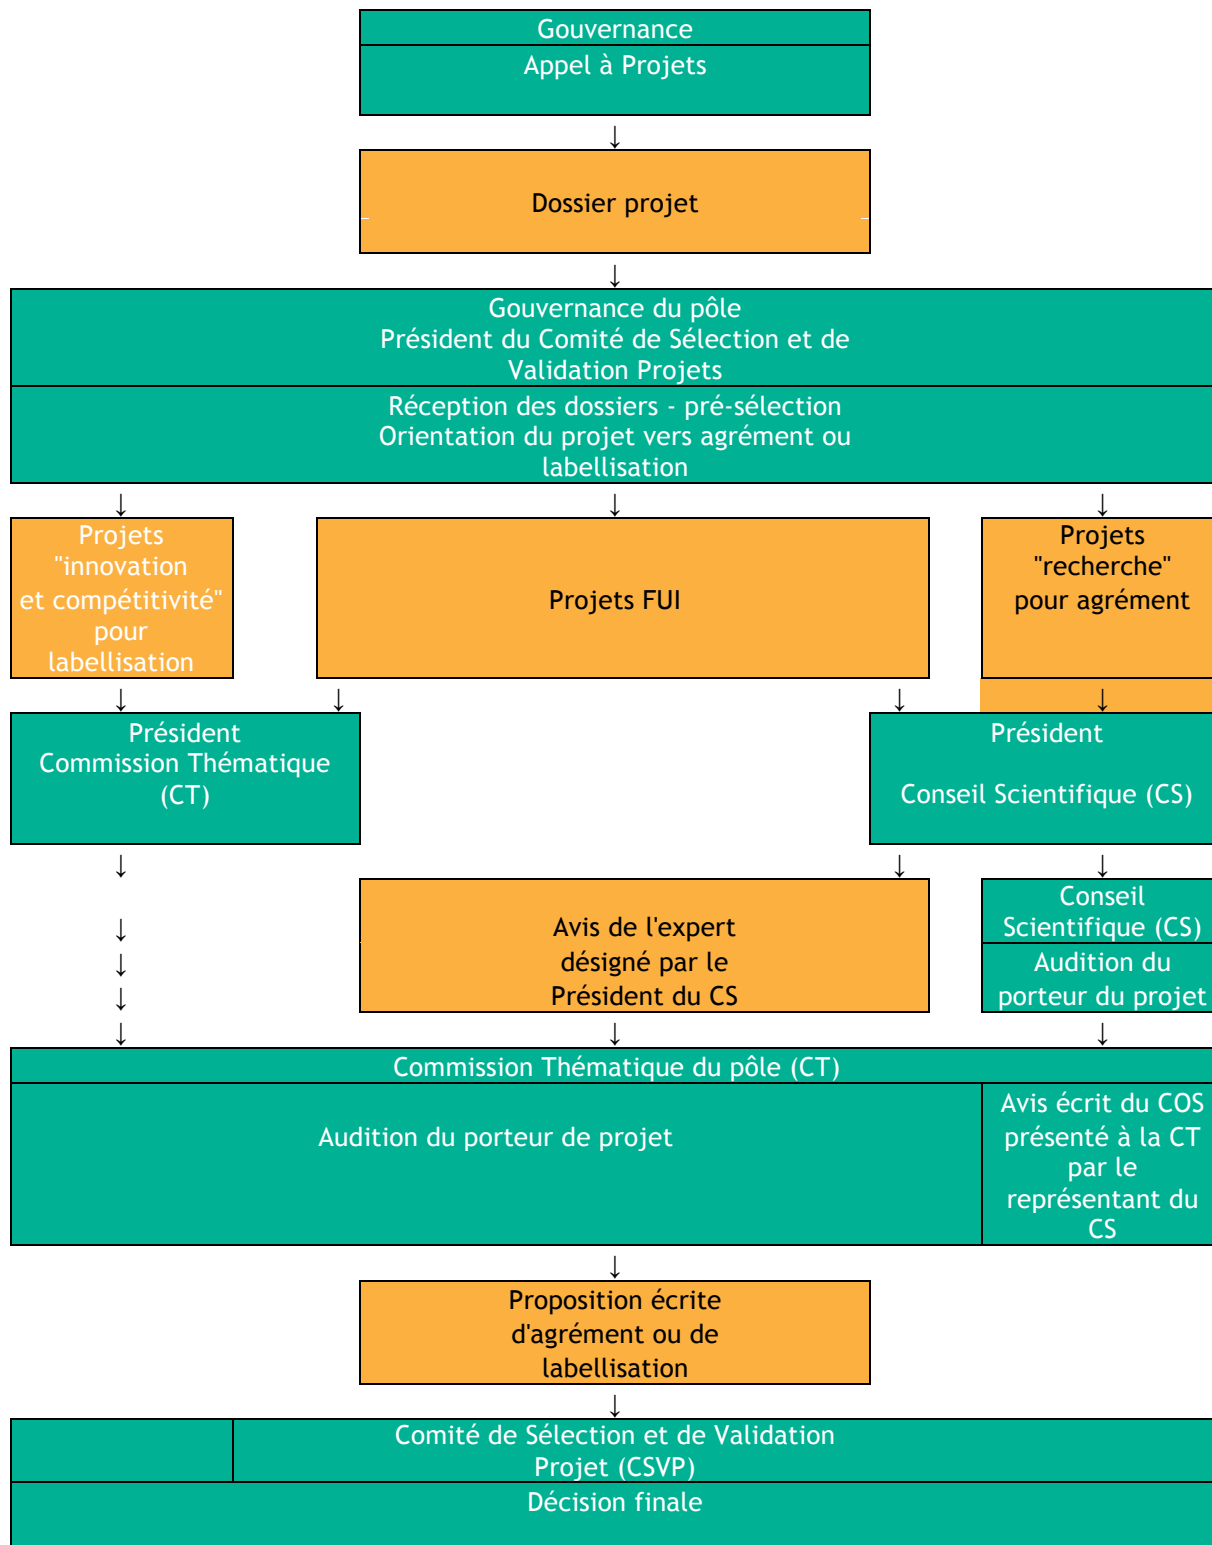 Gouvernance
Appel à Projets
↓
Dossier projet
↓
Gouvernance du pôle
Président du Comité de Sélection et de
Validation Projets
Réception des dossiers - pré-sélection
Orientation du projet vers agrément ou
labellisation
↓ ↓ ↓
Projets
"innovation
et compétitivité"
pour
labellisation
Projets FUI
Projets
"recherche"
pour agrément
↓ ↓ ↓ ↓
Président
Commission Thématique
(CT)
Président
Conseil Scientifique (CS)
↓ ↓ ↓
↓
↓
↓
Avis de l'expert
désigné par le
Président du CS
Conseil
Scientifique (CS)
Audition du
porteur du projet
↓ ↓ ↓
Commission Thématique du pôle (CT)
Audition du porteur de projet
Avis écrit du COS
présenté à la CT
par le
représentant du
CS
↓
Proposition écrite
d'agrément ou de
labellisation
↓
Comité de Sélection et de Validation
Projet (CSVP)
Décision finale